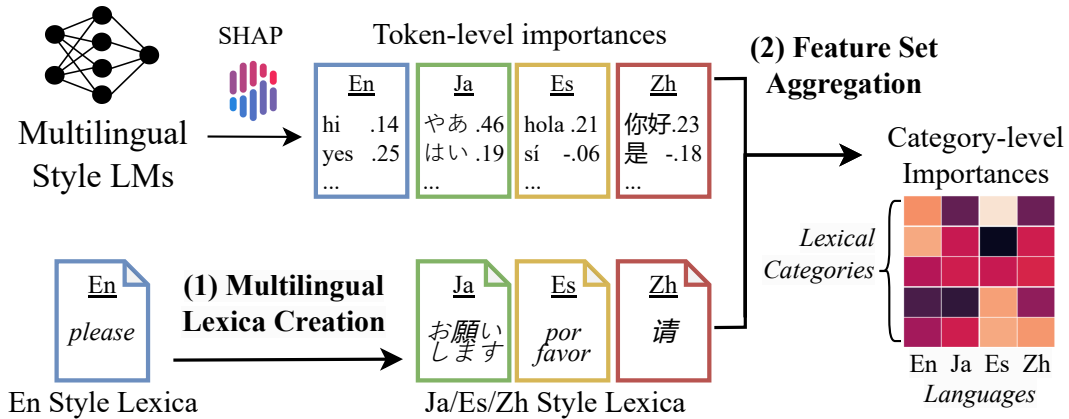 SHAP
Token-level importances
Multilingual
Style LMs
En
hi .14
yes .25
...
Ja
やあ .46
はい .19
...
Es
hola .21
sí -.06
...
Zh
你好 .23
是 -.18
...
(2) Feature Set
Aggregation
Category-level
Importances
Lexical
Categories
En Ja Es Zh
Languages
En
please
En Style Lexica
(1) Multilingual
Lexica Creation
Ja
お願い
します
Es
por
favor
Zh
请
Ja/Es/Zh Style Lexica